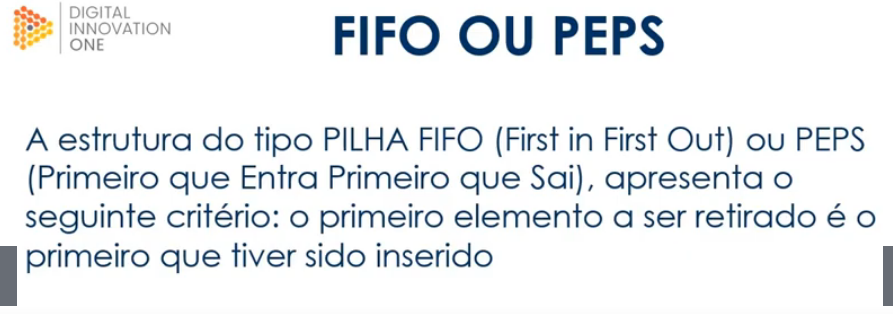 DIGITAL
INNOVATION
ONE
FIFO OU PEPS
A estrutura do tipo PILHA FIFO (First in First Out) ou PEPS
(Primeiro que Entra Primeiro que Sai), apresenta o
seguinte critério: o primeiro elemento a ser retirado é o
primeiro que tiver sido inserido